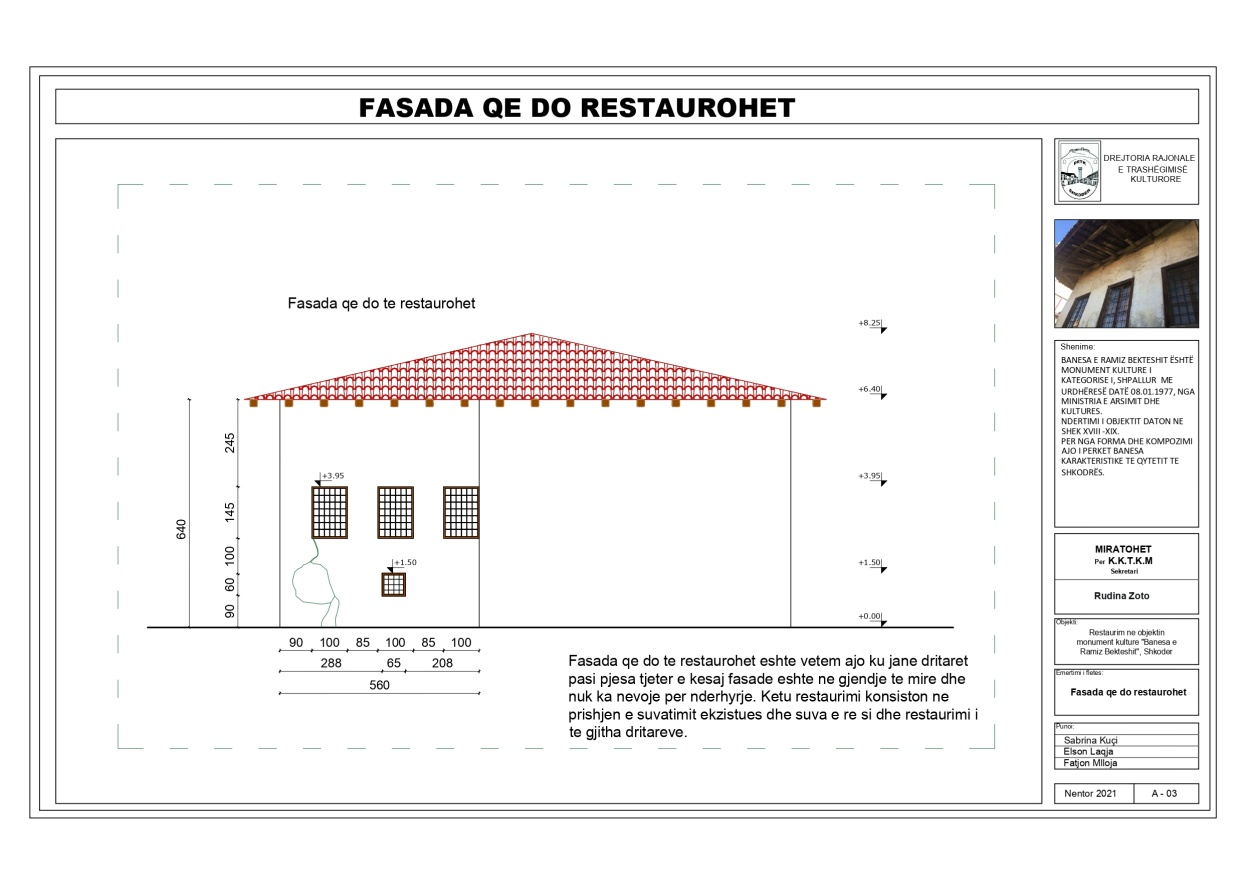 FASADA QE DO RESTAUROHET
Fasada qe do te restaurohet
+8.25
+6.40
+3.95
+1.50
+0.00
+3.95
+1.50
640
245
145
100
60
90
90 100 85 100 85 100
288 65 208
560
Fasada qe do te restaurohet eshte vetem ajo ku jane dritaret
pasi pjesa tjeter e kesaj fasade eshte ne gjendje te mire dhe
nuk ka nevoje per nderhyrje. Ketu restaurimi konsiston ne
prishjen e suvatimit ekzistues dhe suva e re si dhe restaurimi i
te gjitha dritareve.
DREJTORIA RAJONALE
E TRASHËGIMISË
KULTURORE
Shenime:
BANESA E RAMIZ BEKTESHIT ËSHTË
MONUMENT KULTURE I
KATEGORISE I, SHPALLUR ME
URDHËRESË DATË 08.01.1977, NGA
MINISTRIA E ARSIMIT DHE
KULTURES.
NDERTIMI I OBJEKTIT DATON NE
SHEK XVIII -XIX.
PER NGA FORMA DHE KOMPOZIMI
AJO I PERKET BANESA
KARAKTERISTIKE TE QYTETIT TE
SHKODRËS.
MIRATOHET
Per K.K.T.K.M
Sekretari
Rudina Zoto
Objekti:
Restaurim ne objektin
monument kulture "Banesa e
Ramiz Bekteshit", Shkoder
Emertimi i fletes:
Fasada qe do restaurohet
Punoi:
Sabrina Kuçi
Elson Laqja
Fatjon Mlloja
Nentor 2021
A - 03